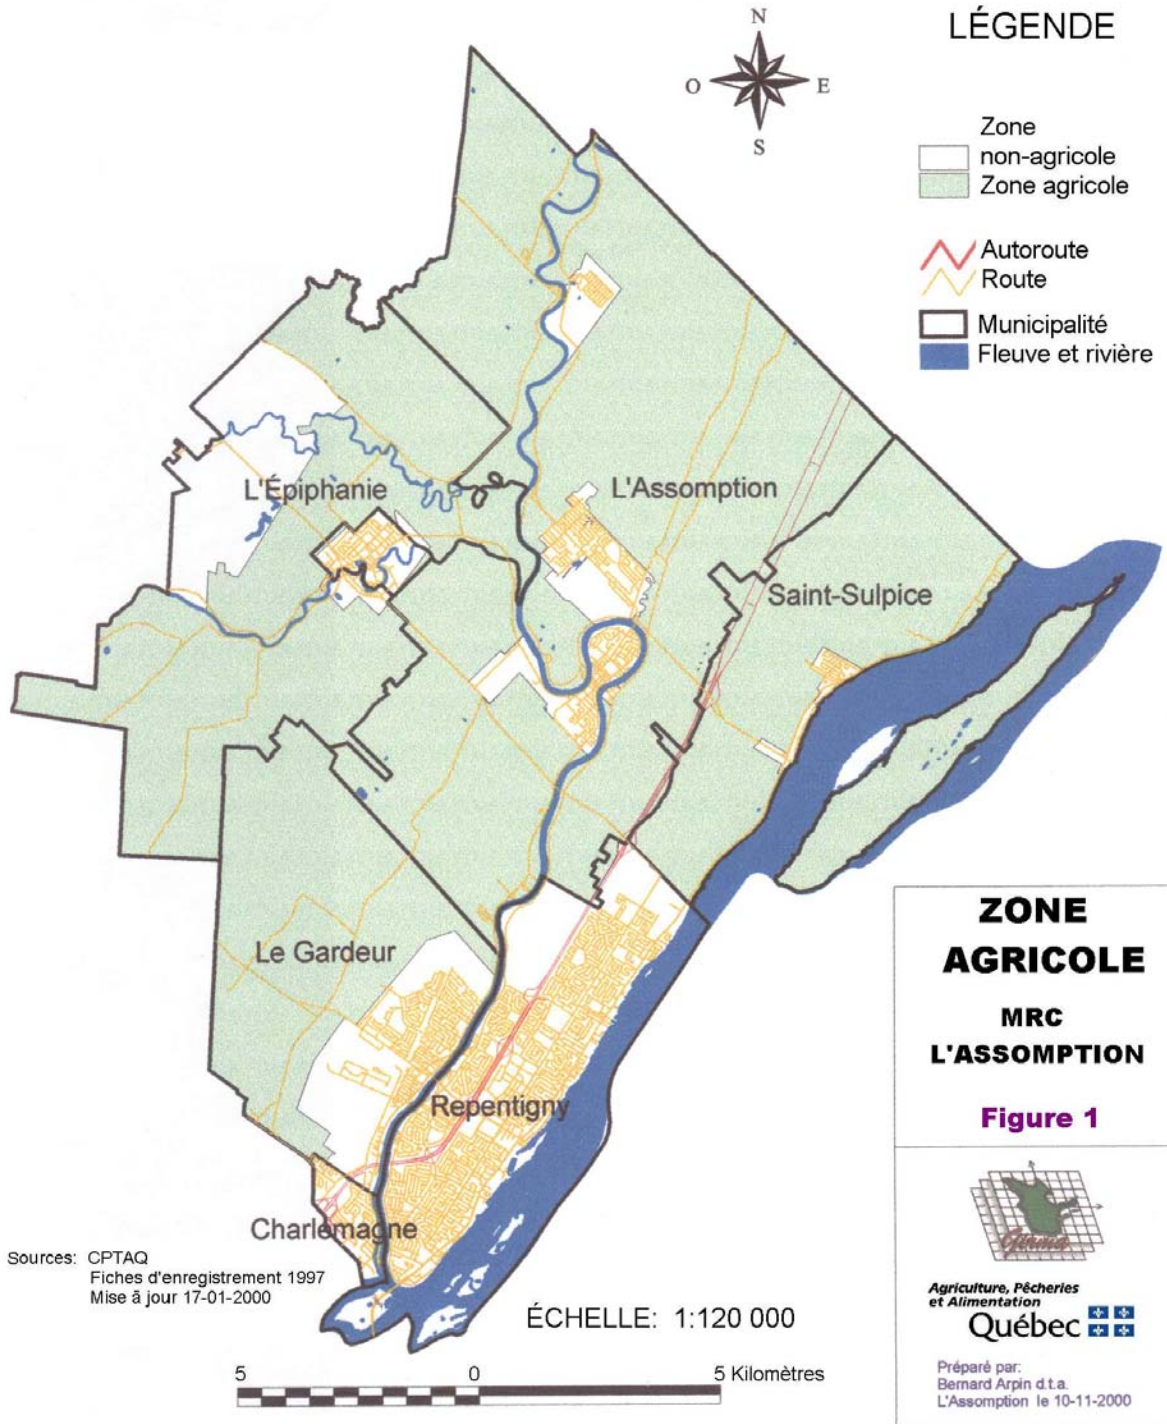 N
O
E
S
LÉGENDE
Zone
non-agricole
Zone agricole
Autoroute
Route
Municipalité
Fleuve et rivière
L'Épiphanie
L'Assomption
Saint-Sulpice
Le Gardeur
Repentigny
Charlemagne
ZONE
AGRICOLE
MRC
L'ASSOMPTION
Figure 1
Sources: CPTAQ
Fiches d'enregistrement 1997
Mise à jour 17-01-2000
ÉCHELLE: 1:120 000
5 0 5 Kilomètres
Agriculture, Pêcheries
et Alimentation
Québec
Préparé par:
Bernard Arpin d.t.a.
L'Assomption le 10-11-2000